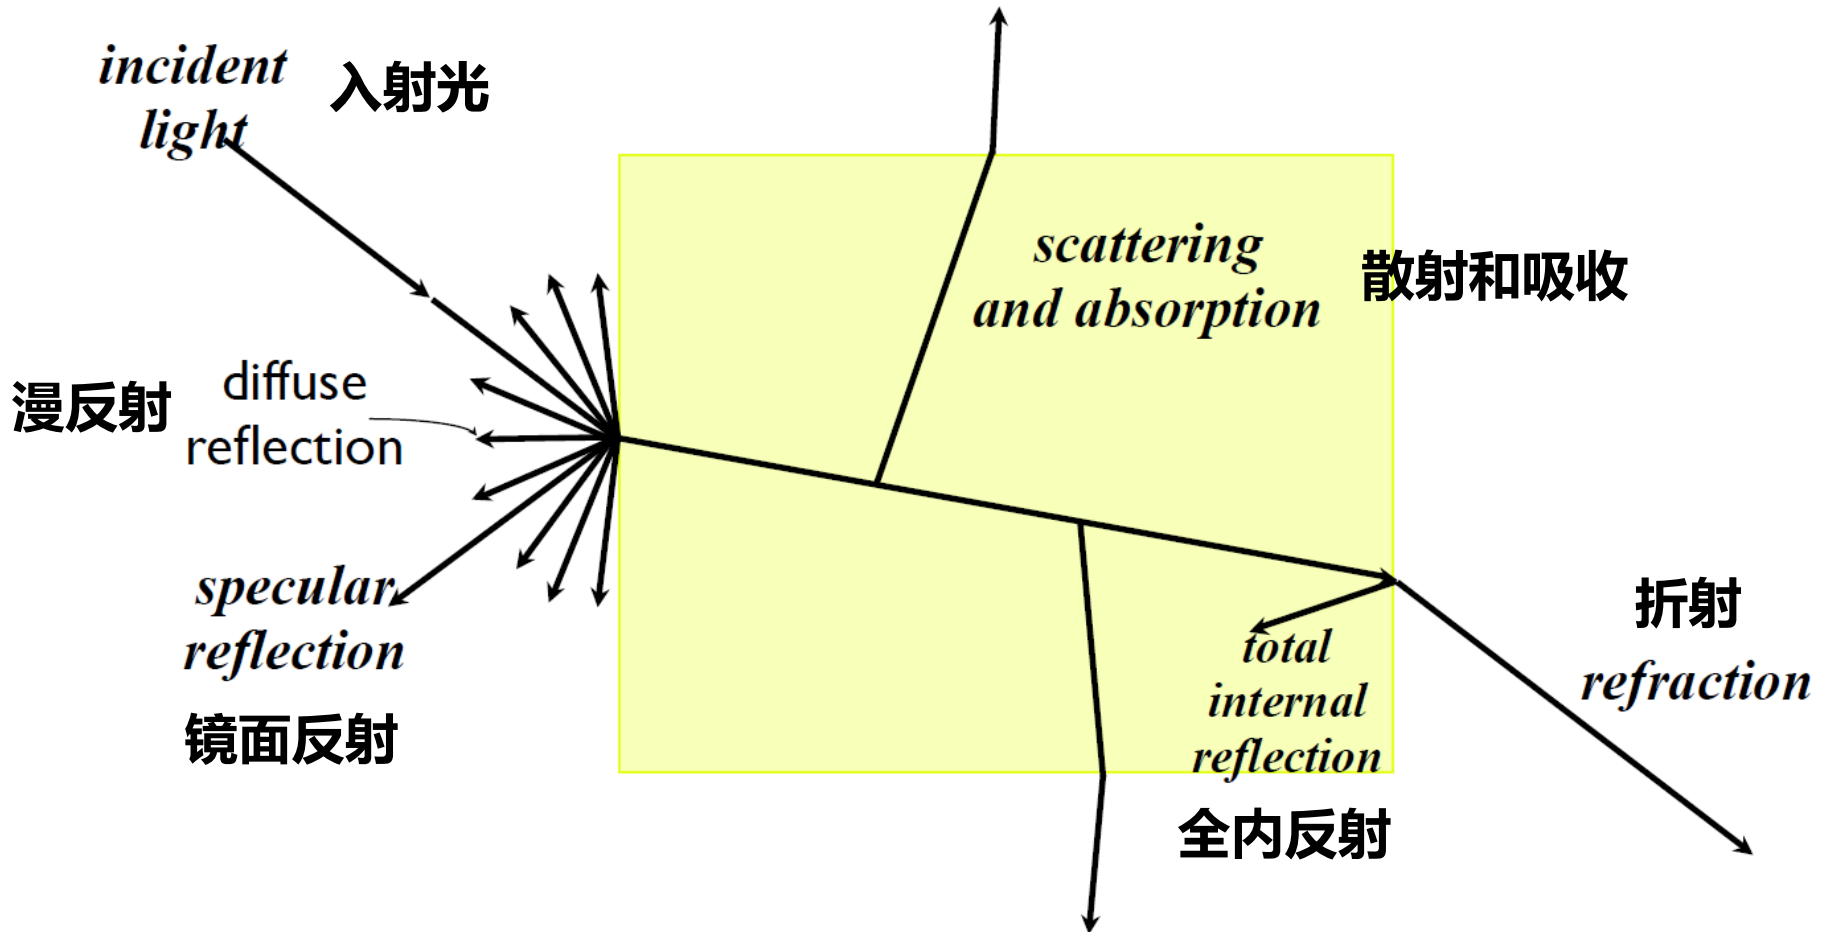 incident
light
入射光
scattering
and absorption
散射和吸收
漫反射
diffuse
reflection
specular
reflection
镜面反射
total
internal
reflection
全内反射
折射
refraction